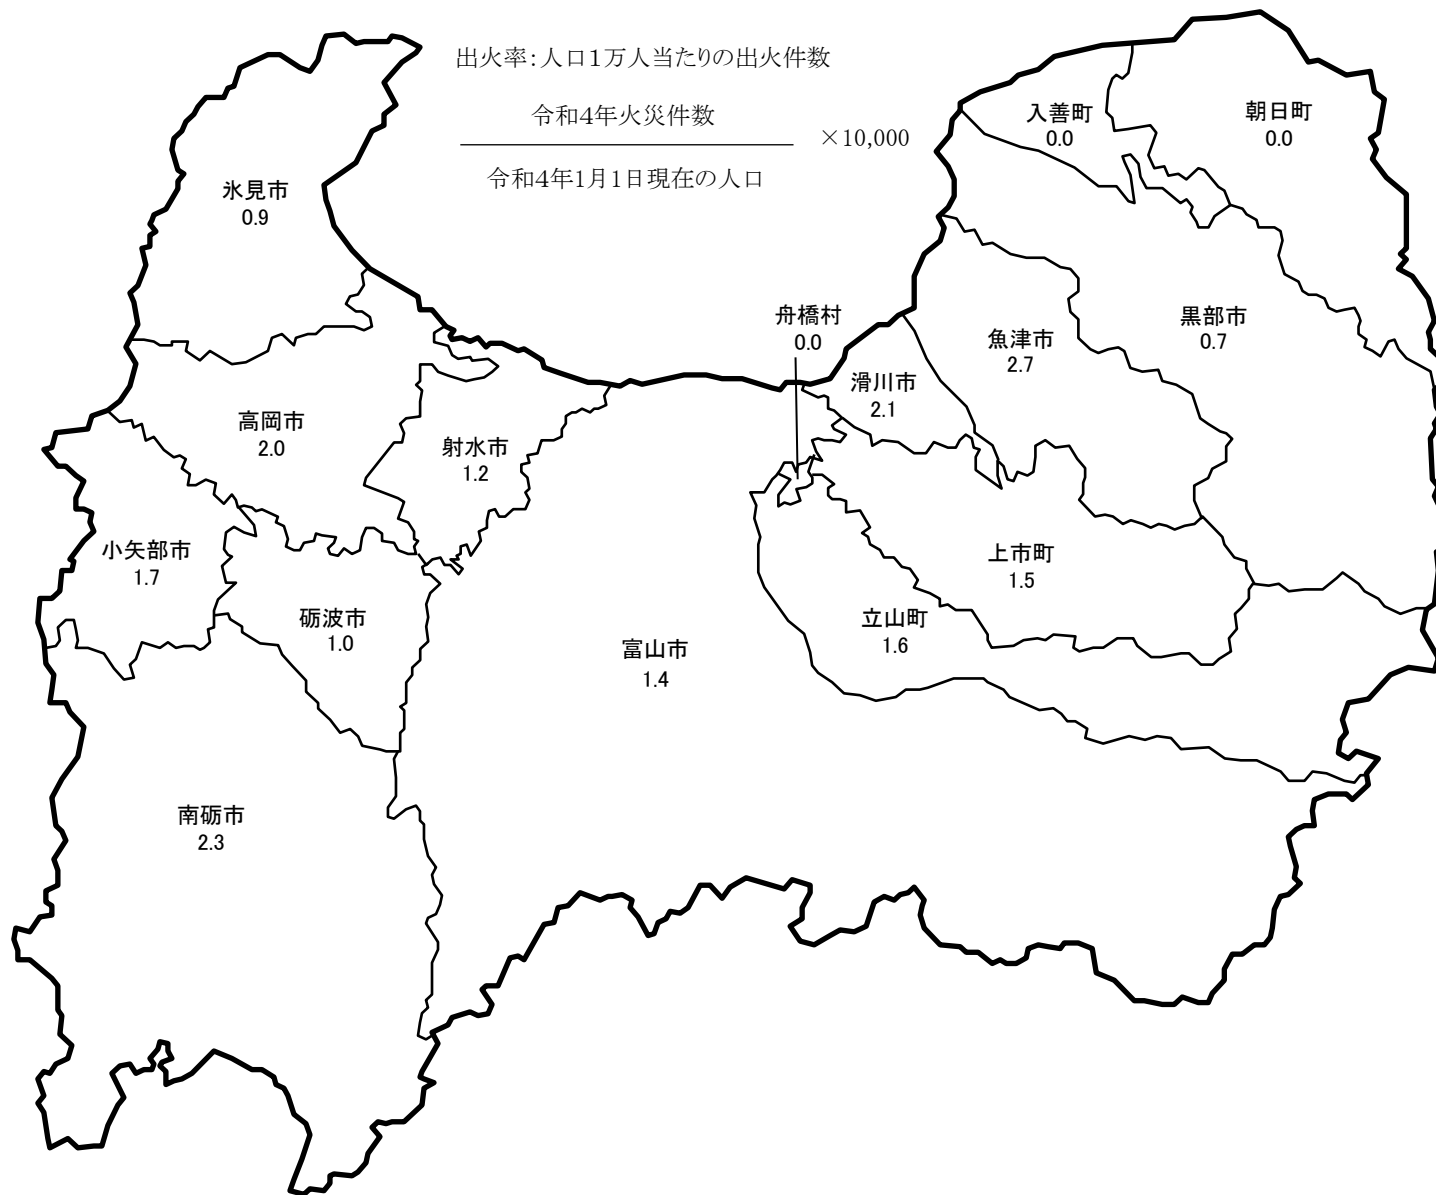 出火率：人口１万人当たりの出火件数
令和４年火災件数
×10,000
令和４年１月１日現在の人口
入善町
0.0
朝日町
0.0
氷見市
0.9
舟橋村
0.0
黒部市
0.7
魚津市
2.7
滑川市
2.1
高岡市
2.0
射水市
1.2
小矢部市
1.7
上市町
1.5
砺波市
1.0
立山町
1.6
富山市
1.4
南砺市
2.3